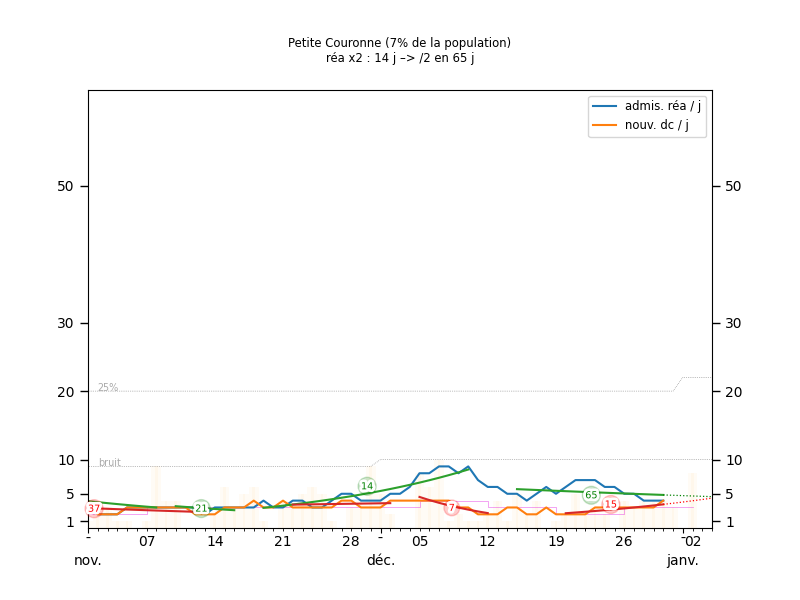 Petite Couronne (7% de la population)
réa x2 : 14 j –> /2 en 65 j
admis. réa / j
nouv. dc / j
50 50
30 30
25%
20 20
bruit
10 10
5 5
1 1
37 21 14 7 65 15
- 07 14 21 28 - 05 12 19 26 02
nov. déc. janv.